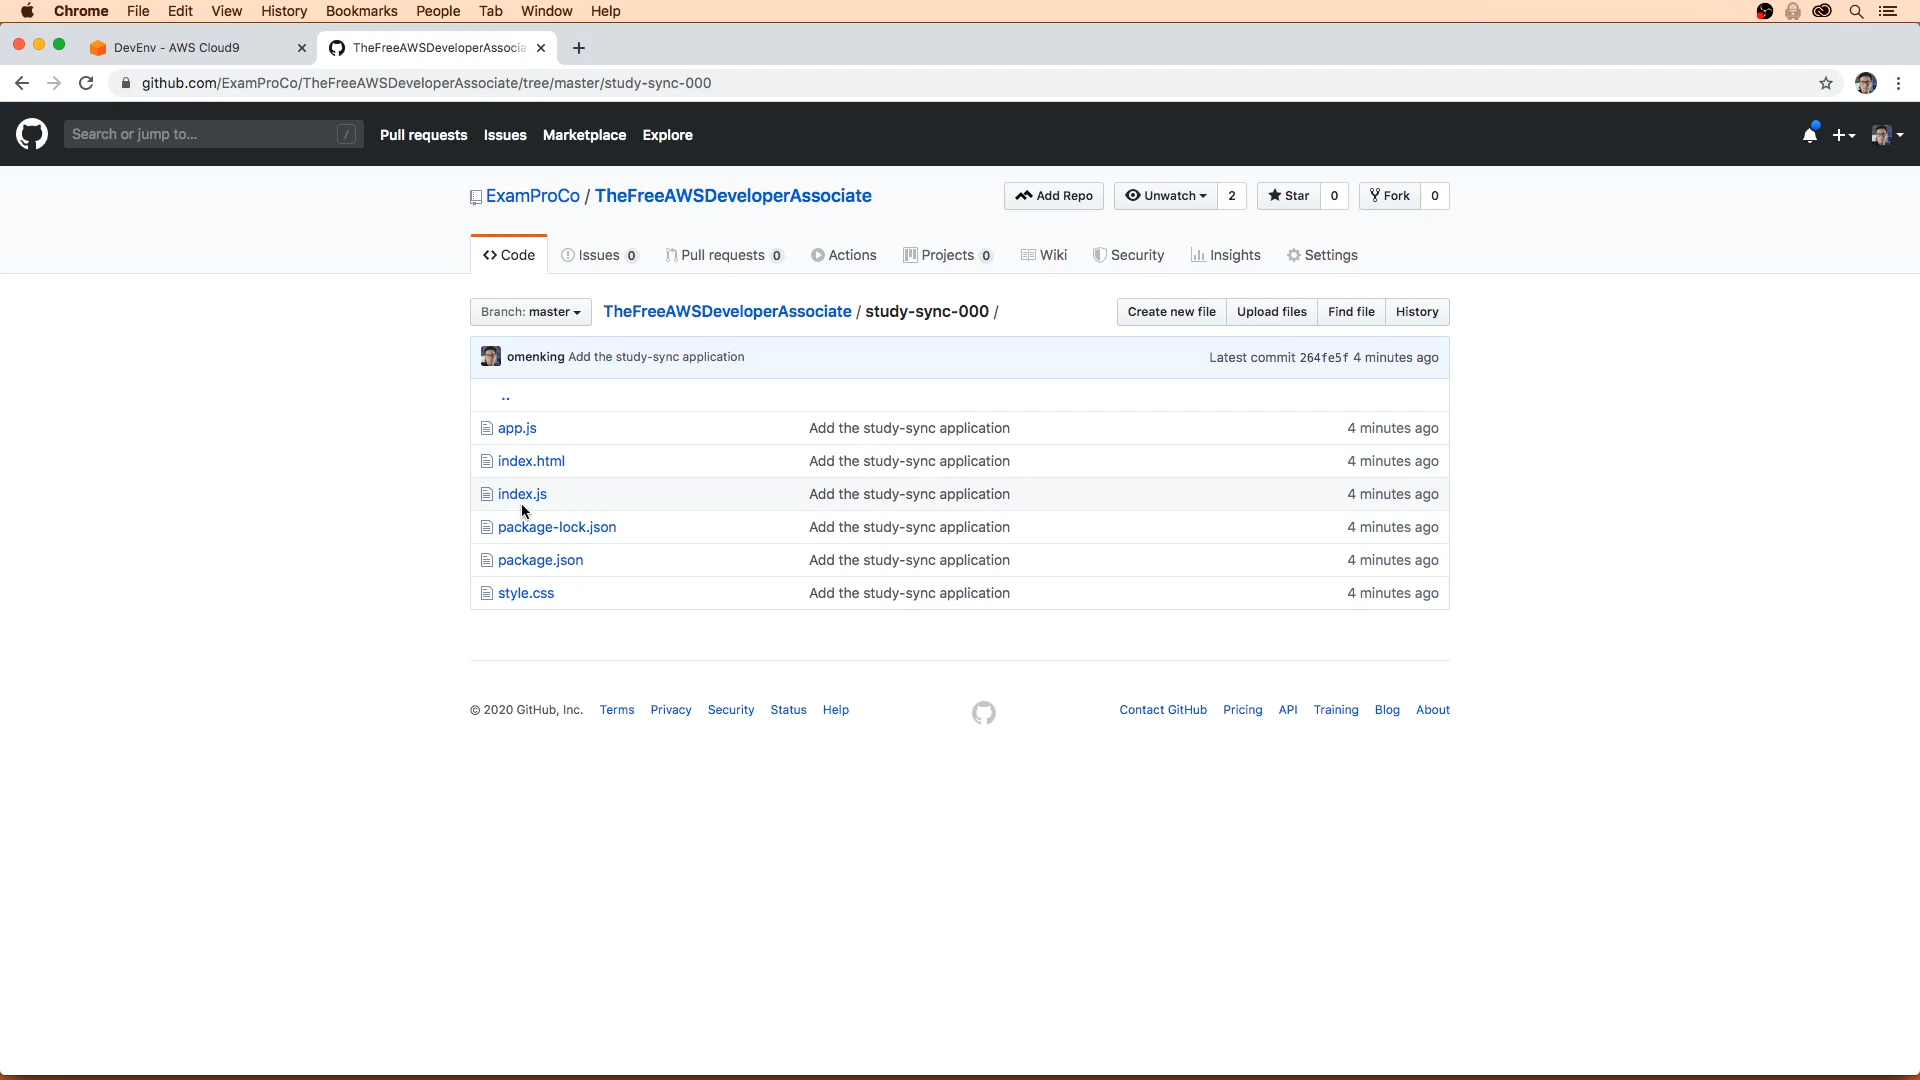 Chrome File Edit View History Bookmarks People Tab Window Help
DevEnv - AWS Cloud9
TheFreeAWSDeveloperAssocia
github.com/ExamProCo/TheFreeAWSDeveloperAssociate/tree/master/study-sync-000
Search or jump to... /
Pull requests Issues Marketplace Explore
ExamProCo / TheFreeAWSDeveloperAssociate
Add Repo Unwatch 2 Star 0 Fork 0
Code Issues 0 Pull requests 0 Actions Projects 0 Wiki Security Insights Settings
Branch: master TheFreeAWSDeveloperAssociate / study-sync-000 / Create new file Upload files Find file History
omenking Add the study-sync application Latest commit 264fe5f 4 minutes ago
..
app.js Add the study-sync application 4 minutes ago
index.html Add the study-sync application 4 minutes ago
index.js Add the study-sync application 4 minutes ago
package-lock.json Add the study-sync application 4 minutes ago
package.json Add the study-sync application 4 minutes ago
style.css Add the study-sync application 4 minutes ago
© 2020 GitHub, Inc. Terms Privacy Security Status Help Contact GitHub Pricing API Training Blog About